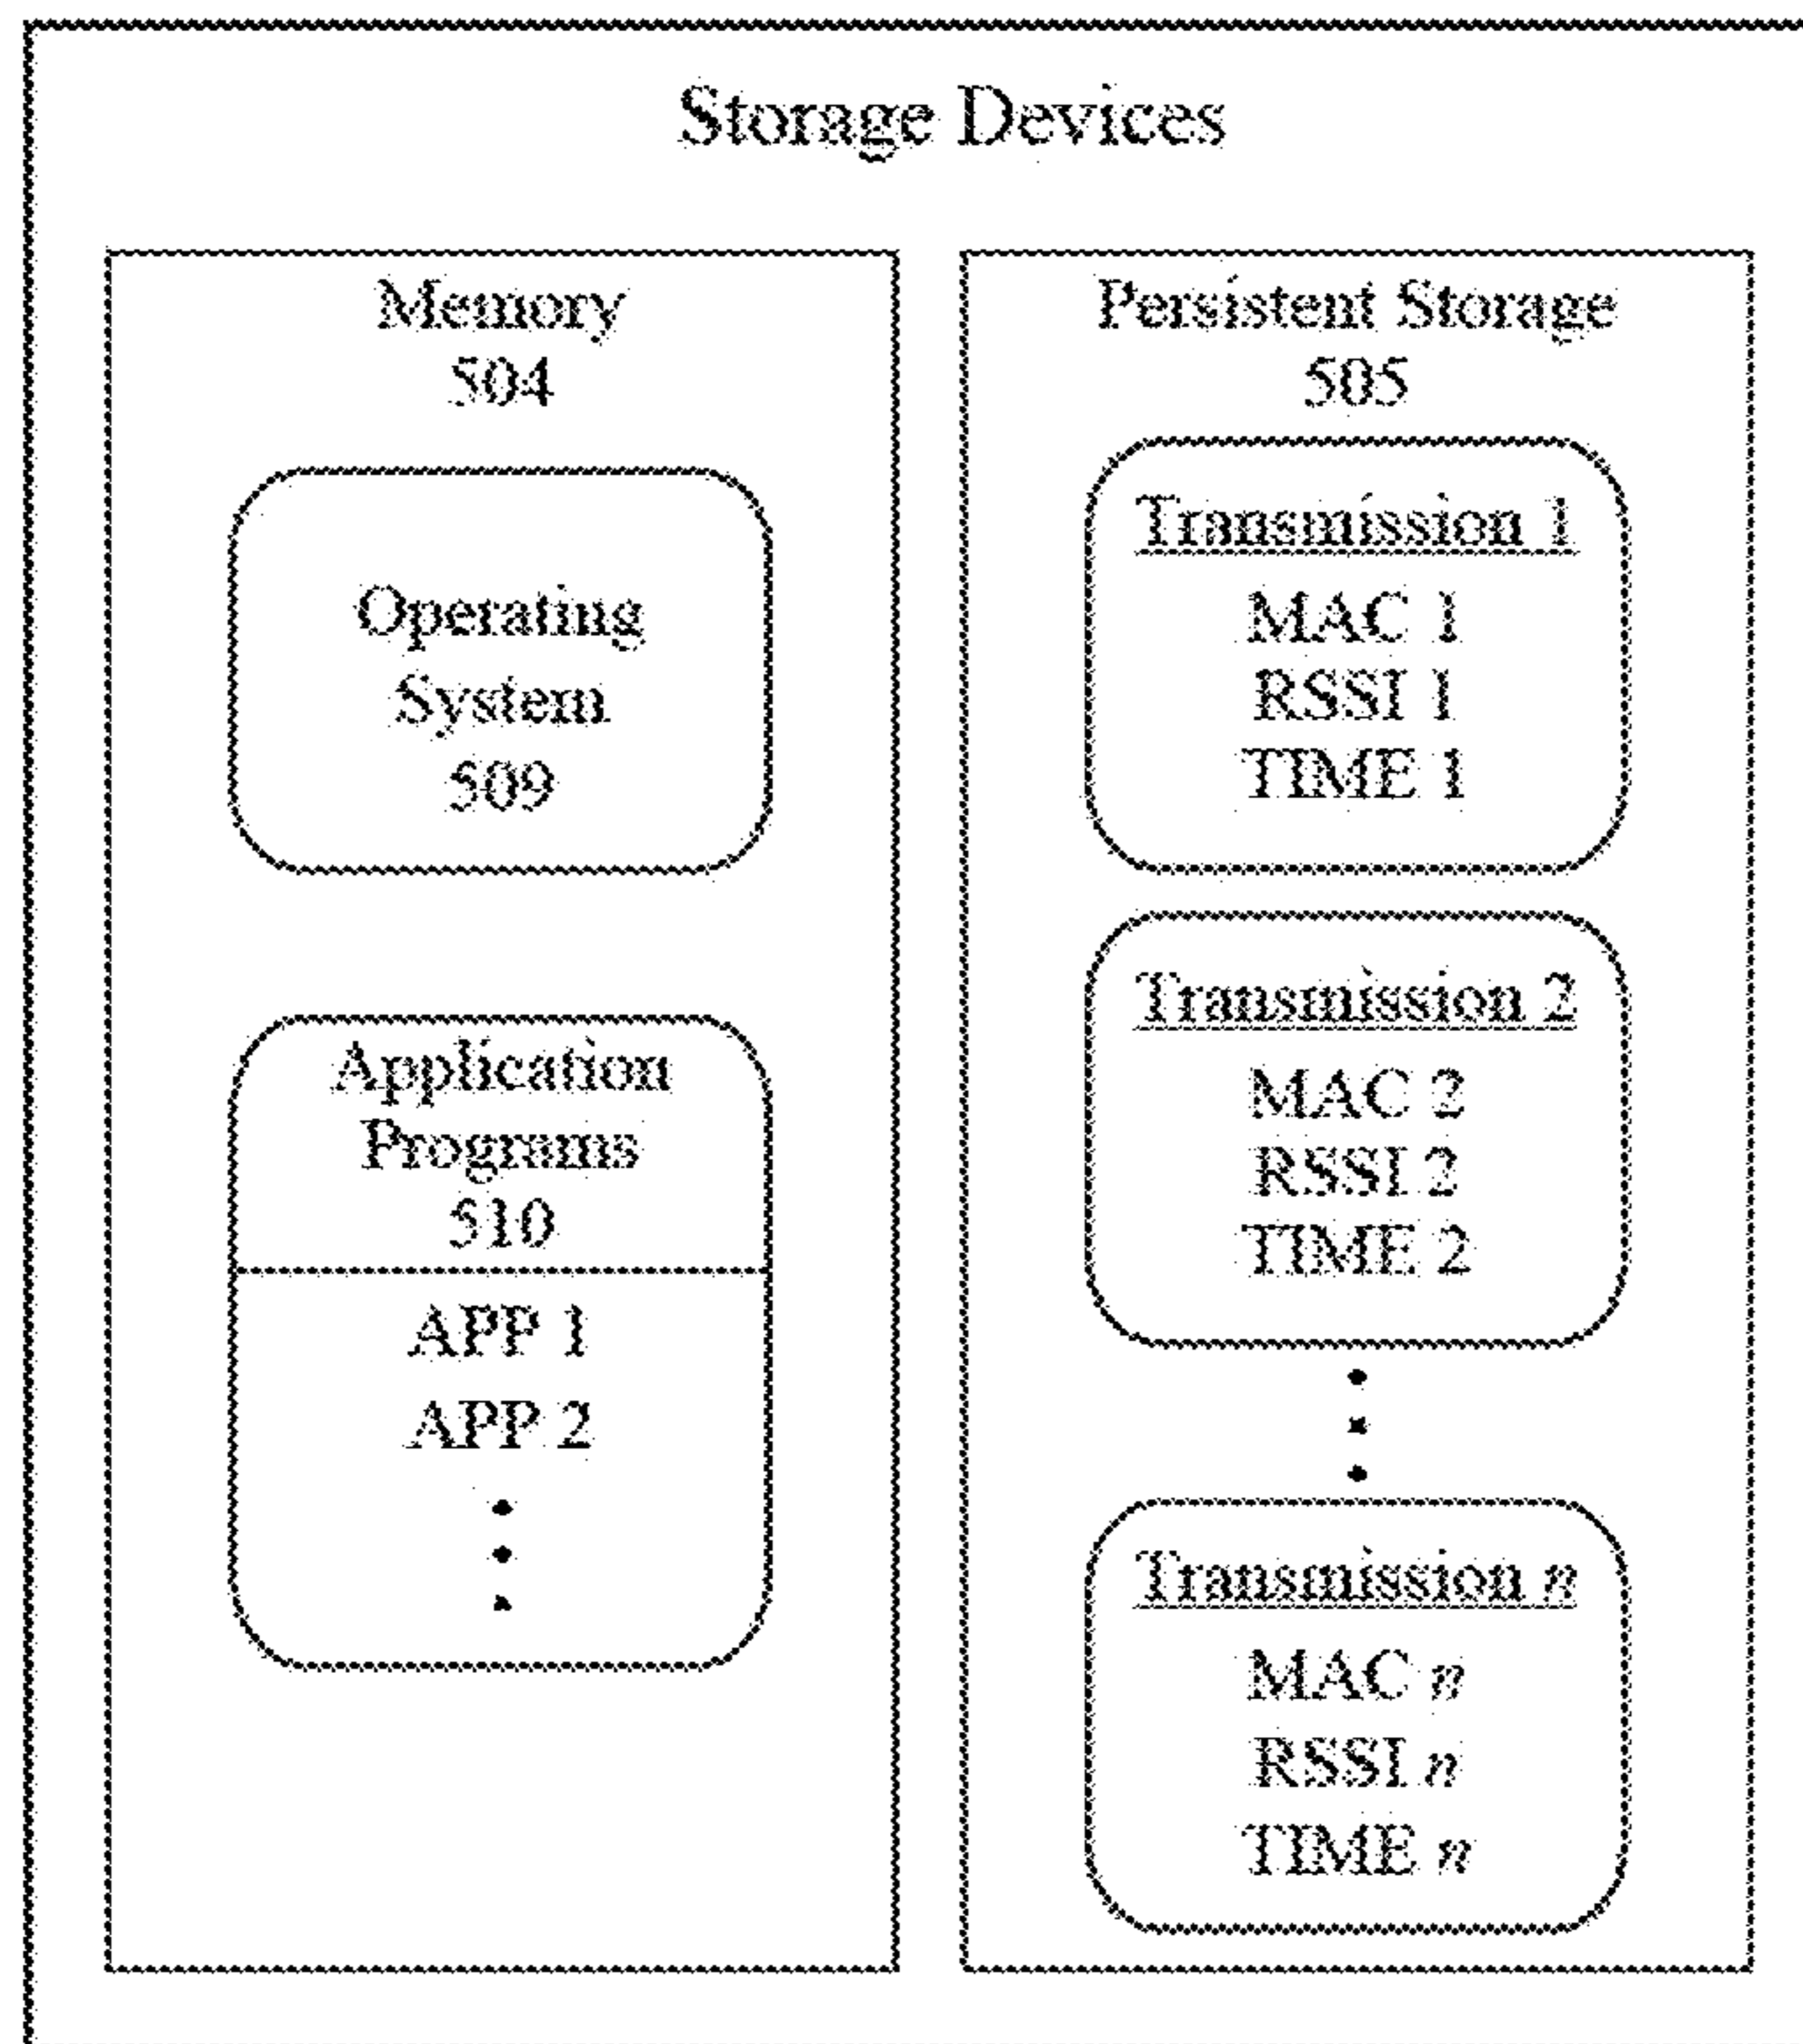 Storage Devices
Memory
504
Operating
System
509
Application
Programs
510
APP 1
APP 2
Persistent Storage
505
Transmission 1
MAC 1
RSSI 1
TIME 1
Transmission 2
MAC 2
RSSI 2
TIME 2
Transmission n
MAC n
RSSI n
TIME n